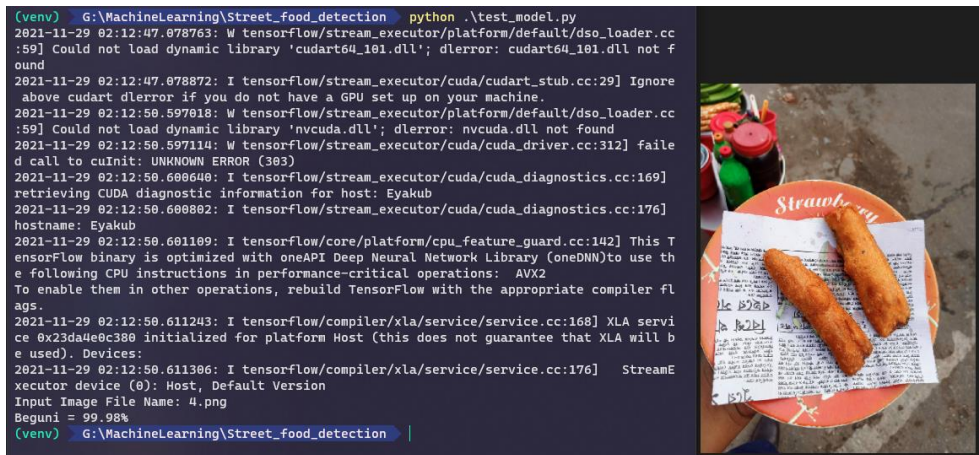 (venv) G:\MachineLearning\Street_food_detection python .\test_model.py
2021-11-29 02:12:47.078763: W tensorflow/stream_executor/platform/default/dso_loader.cc
:59] Could not load dynamic library 'cudart64_101.dll'; dlerror: cudart64_101.dll not f
ound
2021-11-29 02:12:47.078872: I tensorflow/stream_executor/cuda/cudart_stub.cc:29] Ignore
above cudart dlerror if you do not have a GPU set up on your machine.
2021-11-29 02:12:50.597018: W tensorflow/stream_executor/platform/default/dso_loader.cc
:59] Could not load dynamic library 'nvcuda.dll'; dlerror: nvcuda.dll not found
2021-11-29 02:12:50.597114: W tensorflow/stream_executor/cuda/cuda_driver.cc:312] faile
d call to cuInit: UNKNOWN ERROR (303)
2021-11-29 02:12:50.600640: I tensorflow/stream_executor/cuda/cuda_diagnostics.cc:169]
retrieving CUDA diagnostic information for host: Eyakub
2021-11-29 02:12:50.600802: I tensorflow/stream_executor/cuda/cuda_diagnostics.cc:176]
hostname: Eyakub
2021-11-29 02:12:50.601109: I tensorflow/core/platform/cpu_feature_guard.cc:142] This T
ensorFlow binary is optimized with oneAPI Deep Neural Network Library (oneDNN)to use th
e following CPU instructions in performance-critical operations:  AVX2
To enable them in other operations, rebuild TensorFlow with the appropriate compiler fl
ags.
2021-11-29 02:12:50.611243: I tensorflow/compiler/xla/service/service.cc:168] XLA servi
ce 0x23da4e0c380 initialized for platform Host (this does not guarantee that XLA will b
e used). Devices:
2021-11-29 02:12:50.611306: I tensorflow/compiler/xla/service/service.cc:176]   StreamE
xecutor device (0): Host, Default Version
Input Image File Name: 4.png
Beguni = 99.98%
(venv) G:\MachineLearning\Street_food_detection
Strawberry